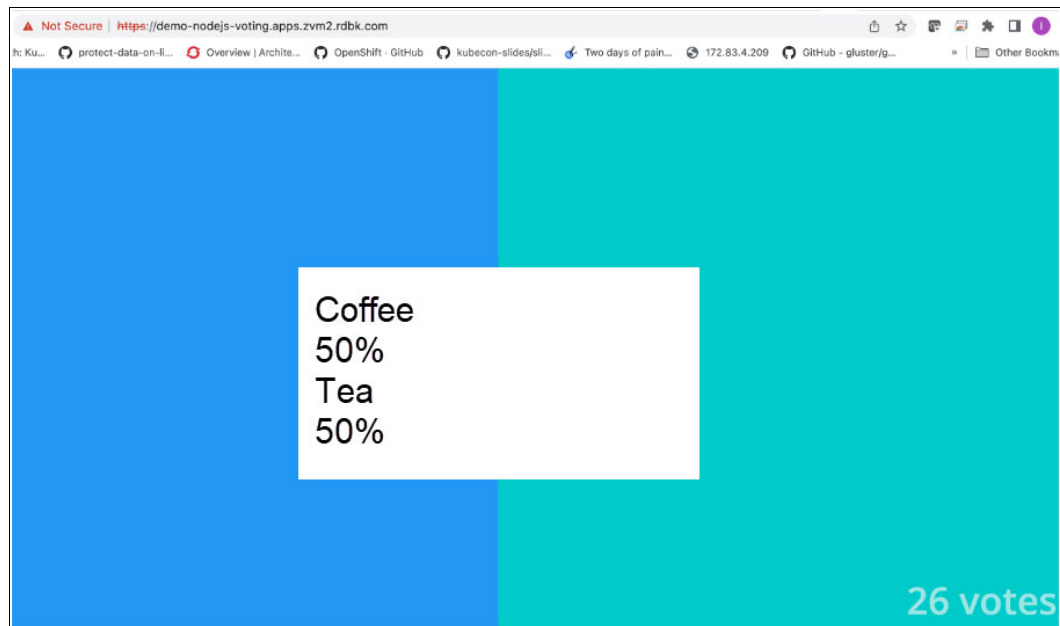 Not Secure | https://demo-nodejs-voting.apps.zvm2.rdbk.com
h: Ku... protect-data-on-li... Overview | Archite... OpenShift · GitHub kubecon-slides/sli... Two days of pain... 172.83.4.209 GitHub - gluster/g... » Other Bookm
Coffee
50%
Tea
50%
26 votes